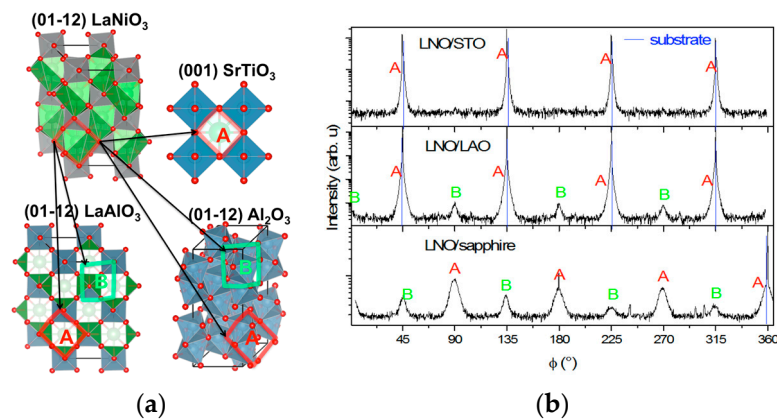 (01-12) LaNiO3
(001) SrTiO3
A
(01-12) LaAlO3
(01-12) Al2O3
B
B
A
A
(a)
LNO/STO
substrate
A
A
A
A
LNO/LAO
A
A
A
A
B
B
B
B
LNO/sapphire
A
A
A
A
B
B
B
B
Intensity (arb. u)
45 90 135 180 225 270 315 360
ϕ (°)
(b)